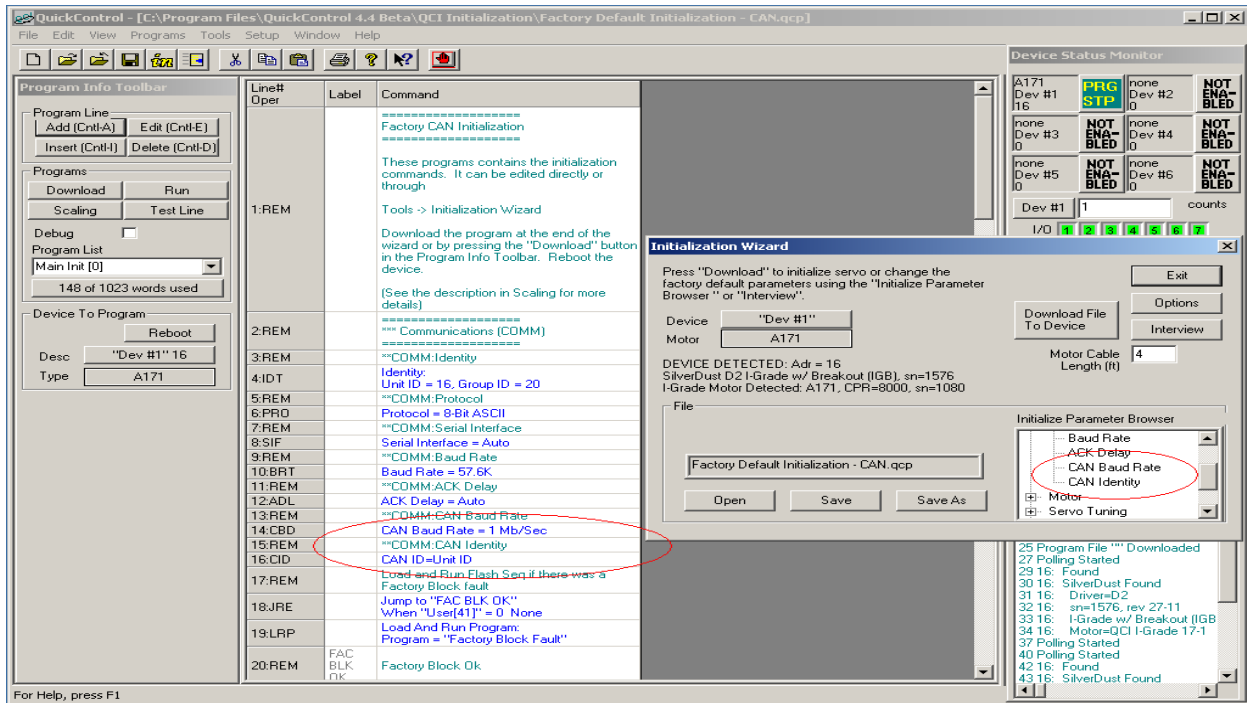 QuickControl - [C:\Program Files\QuickControl 4.4 Beta\QCI Initialization\Factory Default Initialization - CAN.qcp]
File Edit View Programs Tools Setup Window Help
Program Info Toolbar
Program Line
Add (Cntl-A) Edit (Cntl-E)
Insert (Cntl-I) Delete (Cntl-D)
Programs
Download Run
Scaling Test Line
Debug
Program List
Main Init [0]
148 of 1023 words used
Device To Program
Reboot
Desc "Dev #1" 16
Type A171
Line# Oper Label Command
1:REM
===================
Factory CAN Initialization
===================
These programs contains the initialization
commands. It can be edited directly or
through
Tools -> Initialization Wizard
Download the program at the end of the
wizard or by pressing the "Download" button
in the Program Info Toolbar. Reboot the
device.
(See the description in Scaling for more
details)
2:REM
===================
*** Communications (COMM)
===================
3:REM **COMM:Identity
4:IDT Identity:
Unit ID = 16, Group ID = 20
5:REM **COMM:Protocol
6:PRO Protocol = 8-Bit ASCII
7:REM **COMM:Serial Interface
8:SIF Serial Interface = Auto
9:REM **COMM:Baud Rate
10:BRT Baud Rate = 57.6K
11:REM **COMM:ACK Delay
12:ADL ACK Delay = Auto
13:REM **COMM:CAN Baud Rate
14:CBD CAN Baud Rate = 1 Mb/Sec
15:REM **COMM:CAN Identity
16:CID CAN ID=Unit ID
17:REM Load and Run Flash Seq if there was a
Factory Block fault
18:JRE Jump to "FAC BLK OK"
When "User[41]" = 0 None
19:LRP Load And Run Program:
Program = "Factory Block Fault"
20:REM FAC BLK OK Factory Block Ok
Device Status Monitor
A171 Dev #1 16 PRG STP none Dev #2 0 NOT ENA-BLED
none Dev #3 0 NOT ENA-BLED none Dev #4 0 NOT ENA-BLED
none Dev #5 0 NOT ENA-BLED none Dev #6 0 NOT ENA-BLED
Dev #1 1 counts
I/O 1 2 3 4 5 6 7
Initialization Wizard
Press "Download" to initialize servo or change the
factory default parameters using the "Initialize Parameter
Browser " or "Interview".
Device "Dev #1"
Motor A171
DEVICE DETECTED: Adr = 16
SilverDust D2 I-Grade w/ Breakout (IGB), sn=1576
I-Grade Motor Detected: A171, CPR=8000, sn=1080
Download File
To Device
Exit
Options
Interview
Motor Cable
Length (ft) 4
File
Factory Default Initialization - CAN.qcp
Open Save Save As
Initialize Parameter Browser
Baud Rate
ACK Delay
CAN Baud Rate
CAN Identity
Motor
Servo Tuning
25 Program File "" Downloaded
27 Polling Started
29 16: Found
30 16: SilverDust Found
31 16: Driver=D2
32 16: sn=1576, rev 27-11
33 16: I-Grade w/ Breakout (IGB
34 16: Motor=QCI I-Grade 17-1
37 Polling Started
40 Polling Started
42 16: Found
43 16: SilverDust Found
For Help, press F1